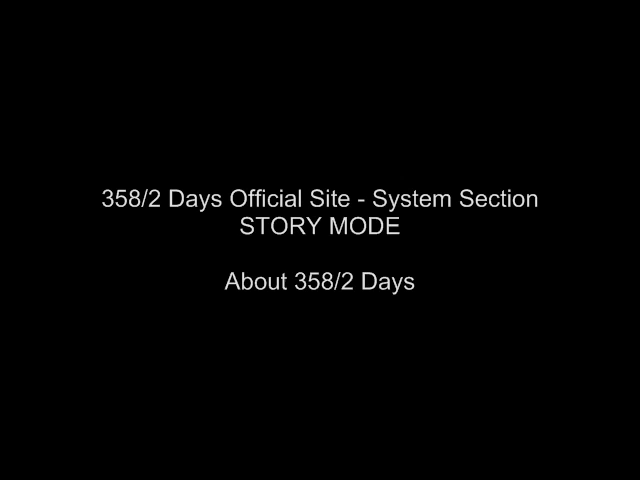 358/2 Days Official Site - System Section
STORY MODE
About 358/2 Days